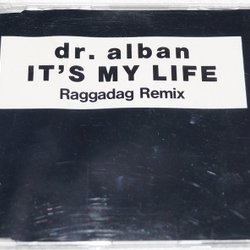 dr. alban
IT'S MY LIFE
Raggadag Remix